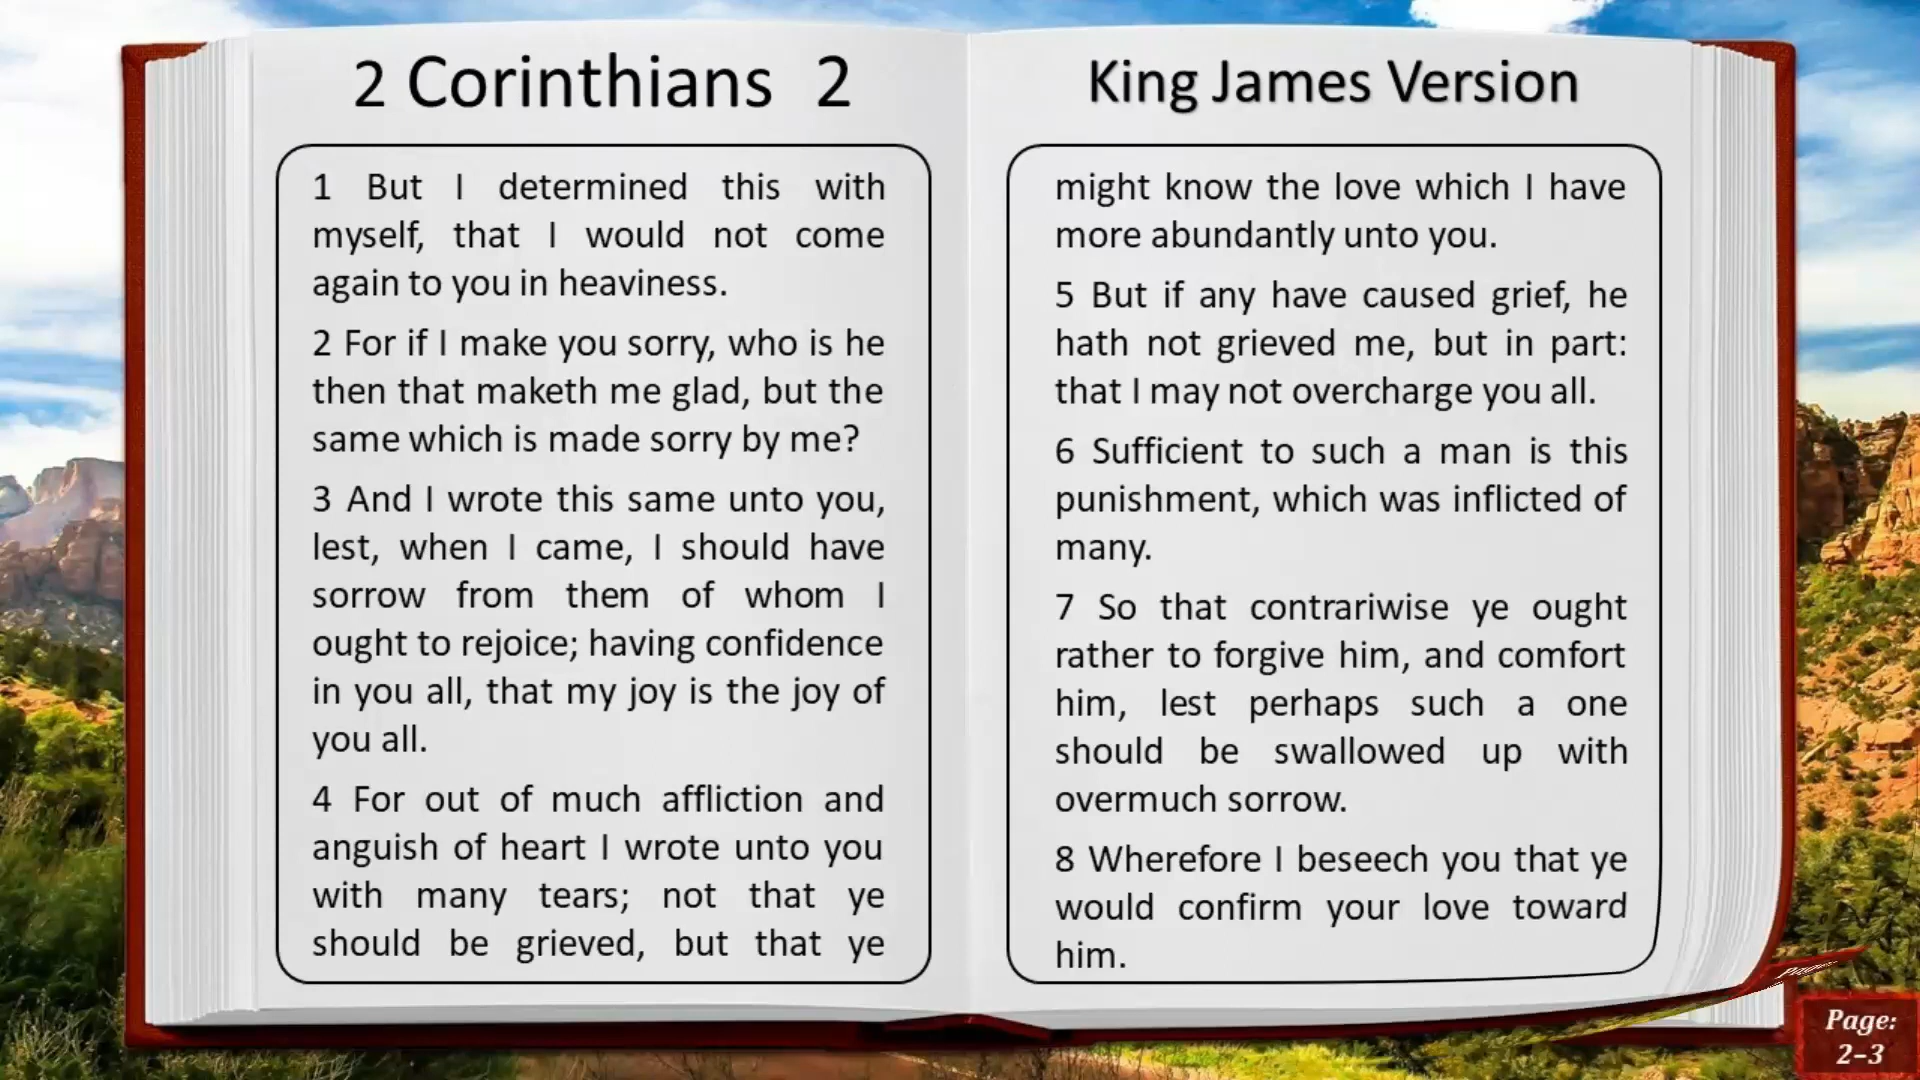 2 Corinthians 2
1 But I determined this with
myself, that I would not come
again to you in heaviness.
2 For if I make you sorry, who is he
then that maketh me glad, but the
same which is made sorry by me?
3 And I wrote this same unto you,
lest, when I came, I should have
sorrow from them of whom I
ought to rejoice; having confidence
in you all, that my joy is the joy of
you all.
4 For out of much affliction and
anguish of heart I wrote unto you
with many tears; not that ye
should be grieved, but that ye
King James Version
might know the love which I have
more abundantly unto you.
5 But if any have caused grief, he
hath not grieved me, but in part:
that I may not overcharge you all.
6 Sufficient to such a man is this
punishment, which was inflicted of
many.
7 So that contrariwise ye ought
rather to forgive him, and comfort
him, lest perhaps such a one
should be swallowed up with
overmuch sorrow.
8 Wherefore I beseech you that ye
would confirm your love toward
him.
Page:
2-3